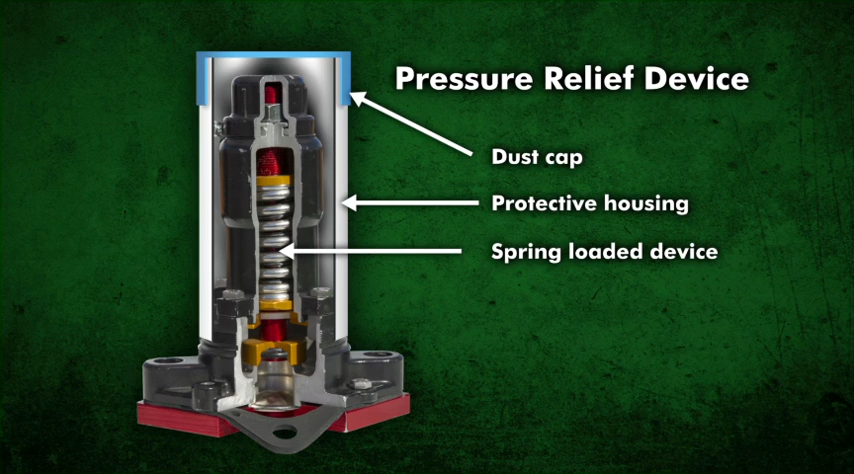 Pressure Relief Device
Dust cap
Protective housing
Spring loaded device